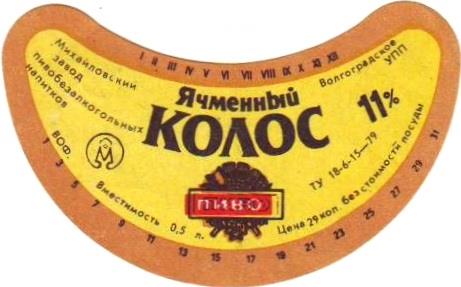 I II III IV V VI VII VIII IX X XI XII
Михайловский
завод
пивобезалкогольных
напитков
Волгоградское
УПП
Ячменный
КОЛОС
11%
ВОФ.
М
ТУ 18-6-15—79
ПИВО
Вместимость 0,5 л.
Цена 29 коп. без стоимости посуды
1 3 5 7 9 11 13 15 17 19 21 23 25 27 29 31